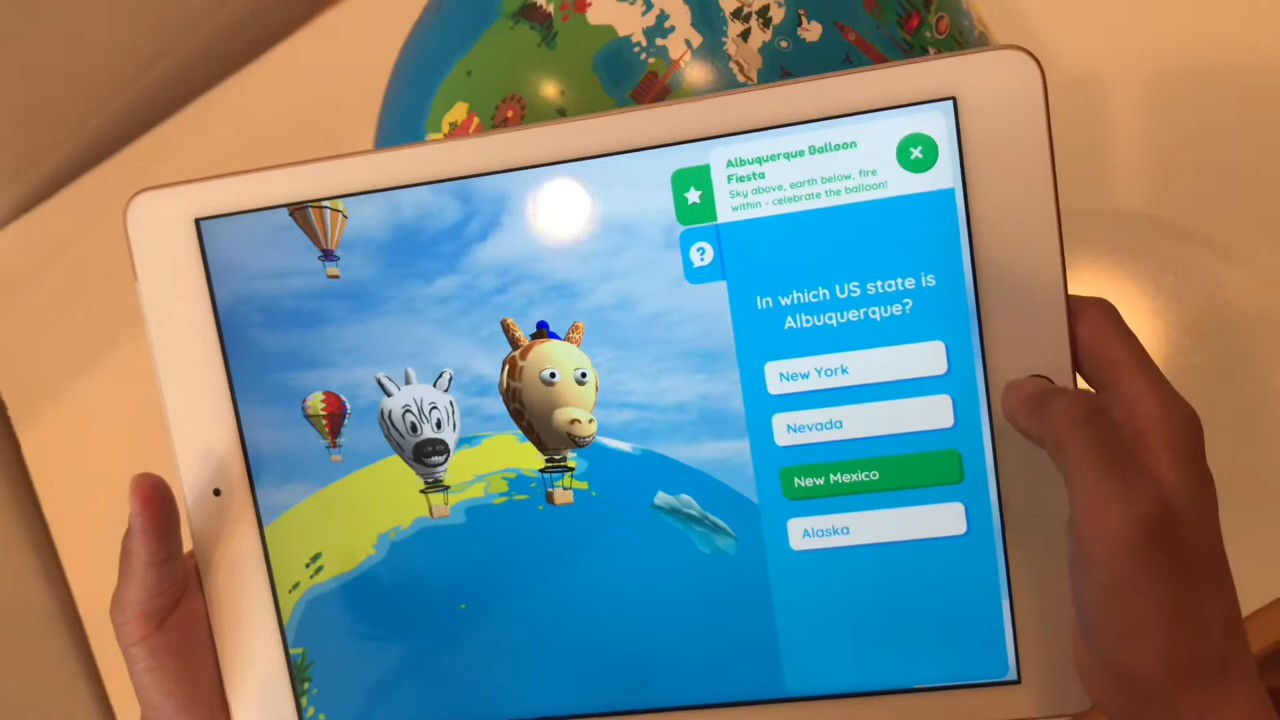 Albuquerque Balloon
Fiesta
Sky above, earth below, fire
within - celebrate the balloon!
?
In which US state is
Albuquerque?
New York
Nevada
New Mexico
Alaska